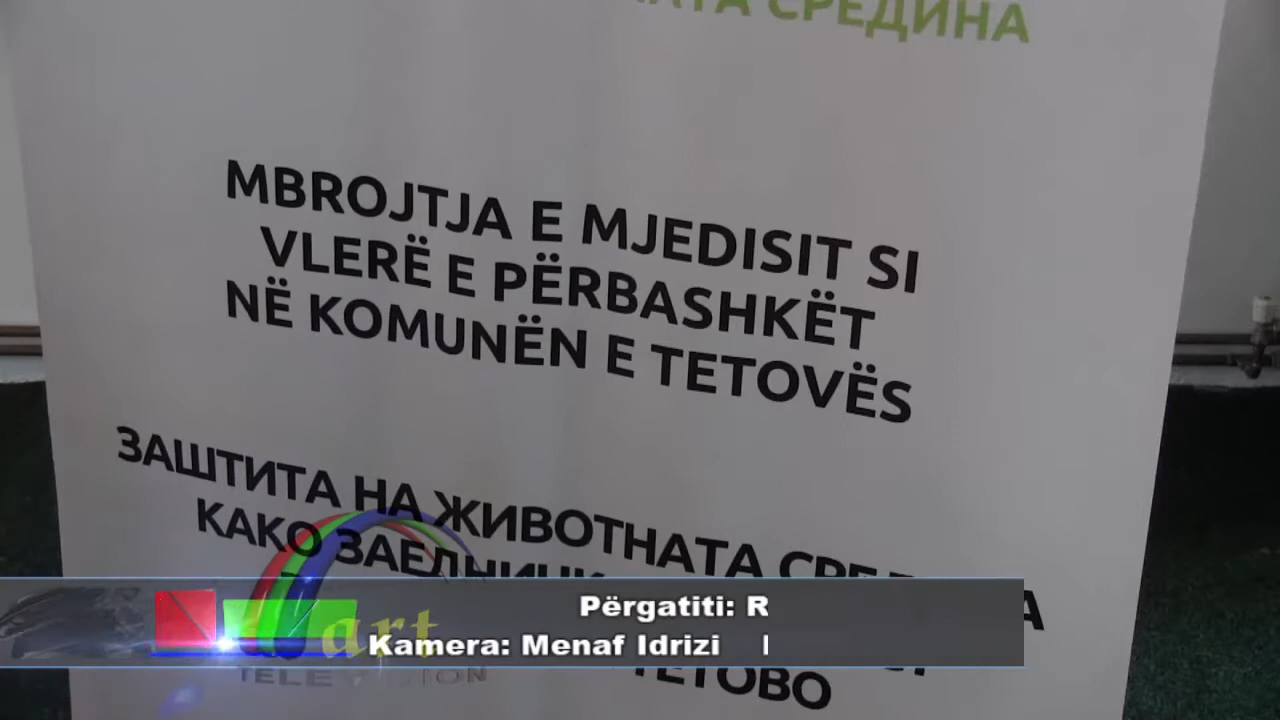 СРЕДИНА
MBROJTJA E MJEDISIT SI
VLERË E PËRBASHKËT
NË KOMUNËN E TETOVËS
ЗАШТИТА НА ЖИВОТНАТА
КАКО
Përgatiti: R
Kamera: Menaf Idrizi
art
TELEVISION
ТЕТОВО